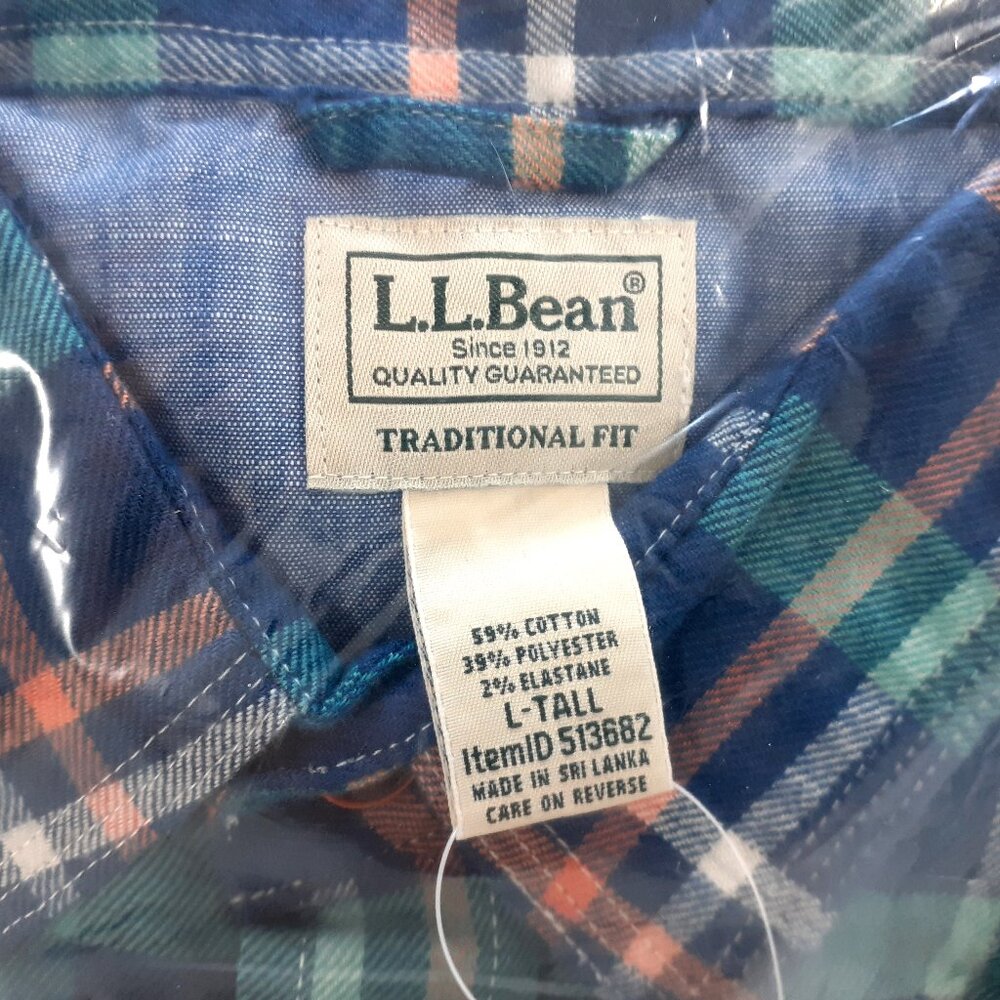 L.L.Bean®
Since 1912
QUALITY GUARANTEED
TRADITIONAL FIT
59% COTTON
39% POLYESTER
2% ELASTANE
L-TALL
ItemID 513682
MADE IN SRI LANKA
CARE ON REVERSE